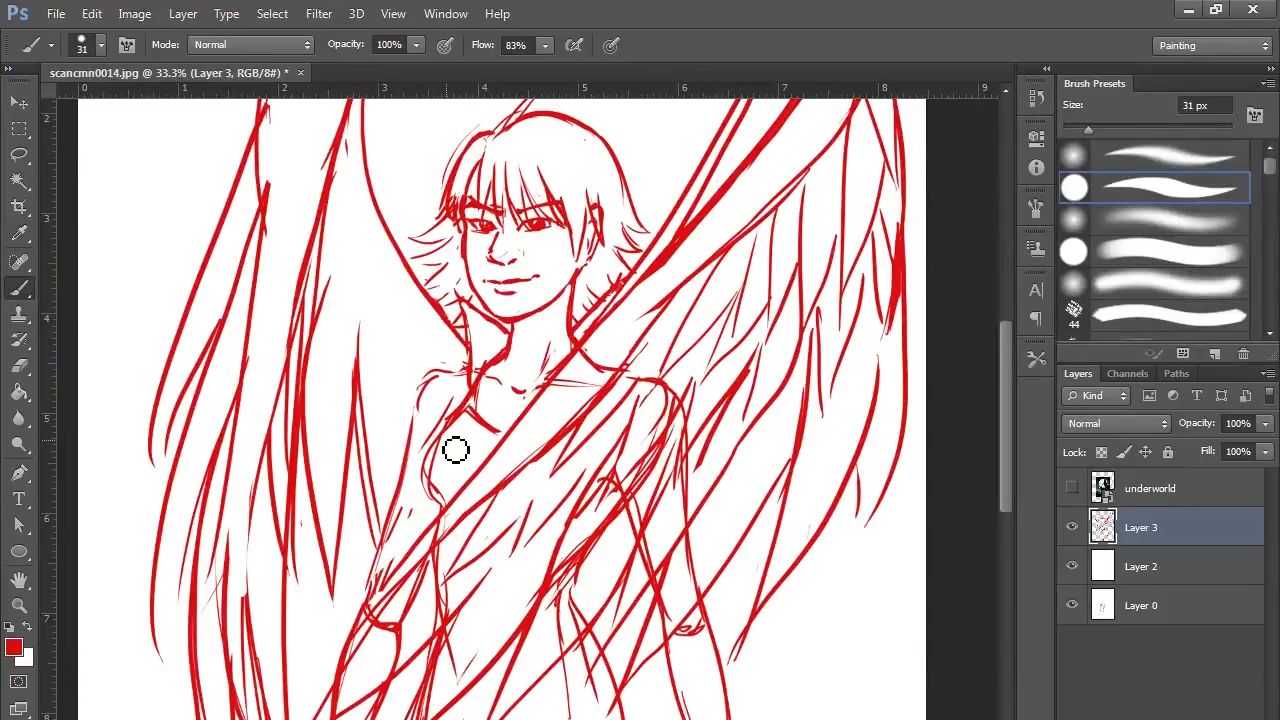 Ps File Edit Image Layer Type Select Filter 3D View Window Help
31 Mode: Normal Opacity: 100% Flow: 83% Painting
scancmn0014.jpg @ 33.3% (Layer 3, RGB/8#) * ×
0 1 2 3 4 5 6 7 8 9
2
3
4
5
6
7
8
Brush Presets
Size: 31 px
44
Layers Channels Paths
Kind
Normal Opacity: 100%
Lock: Fill: 100%
underworld
Layer 3
Layer 2
Layer 0